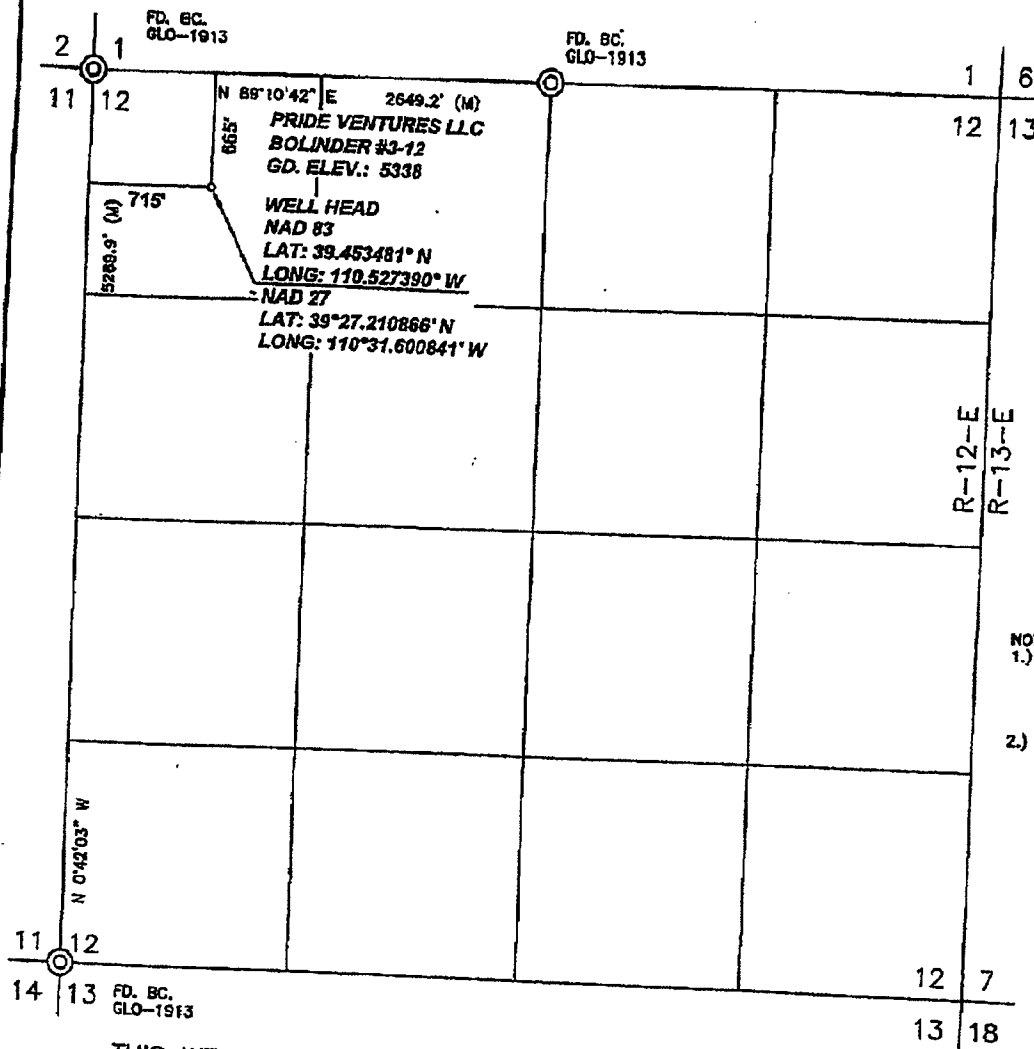 FD. BC.
GLO-1913
FD. BC.
GLO-1913
2 1
11 12
1 6
12 13
N 89°10'42" E 2649.2' (M)
665'
PRIDE VENTURES LLC
BOLINDER #3-12
GD. ELEV.: 5338
715'
WELL HEAD
NAD 83
LAT: 39.453481° N
LONG: 110.527390° W
NAD 27
LAT: 39°27.210866' N
LONG: 110°31.600841' W
(M)
R-12-E
R-13-E
1.)
2.)
N 0°42'03" W
11 12
14 13
FD. BC.
GLO-1913
12 7
13 18